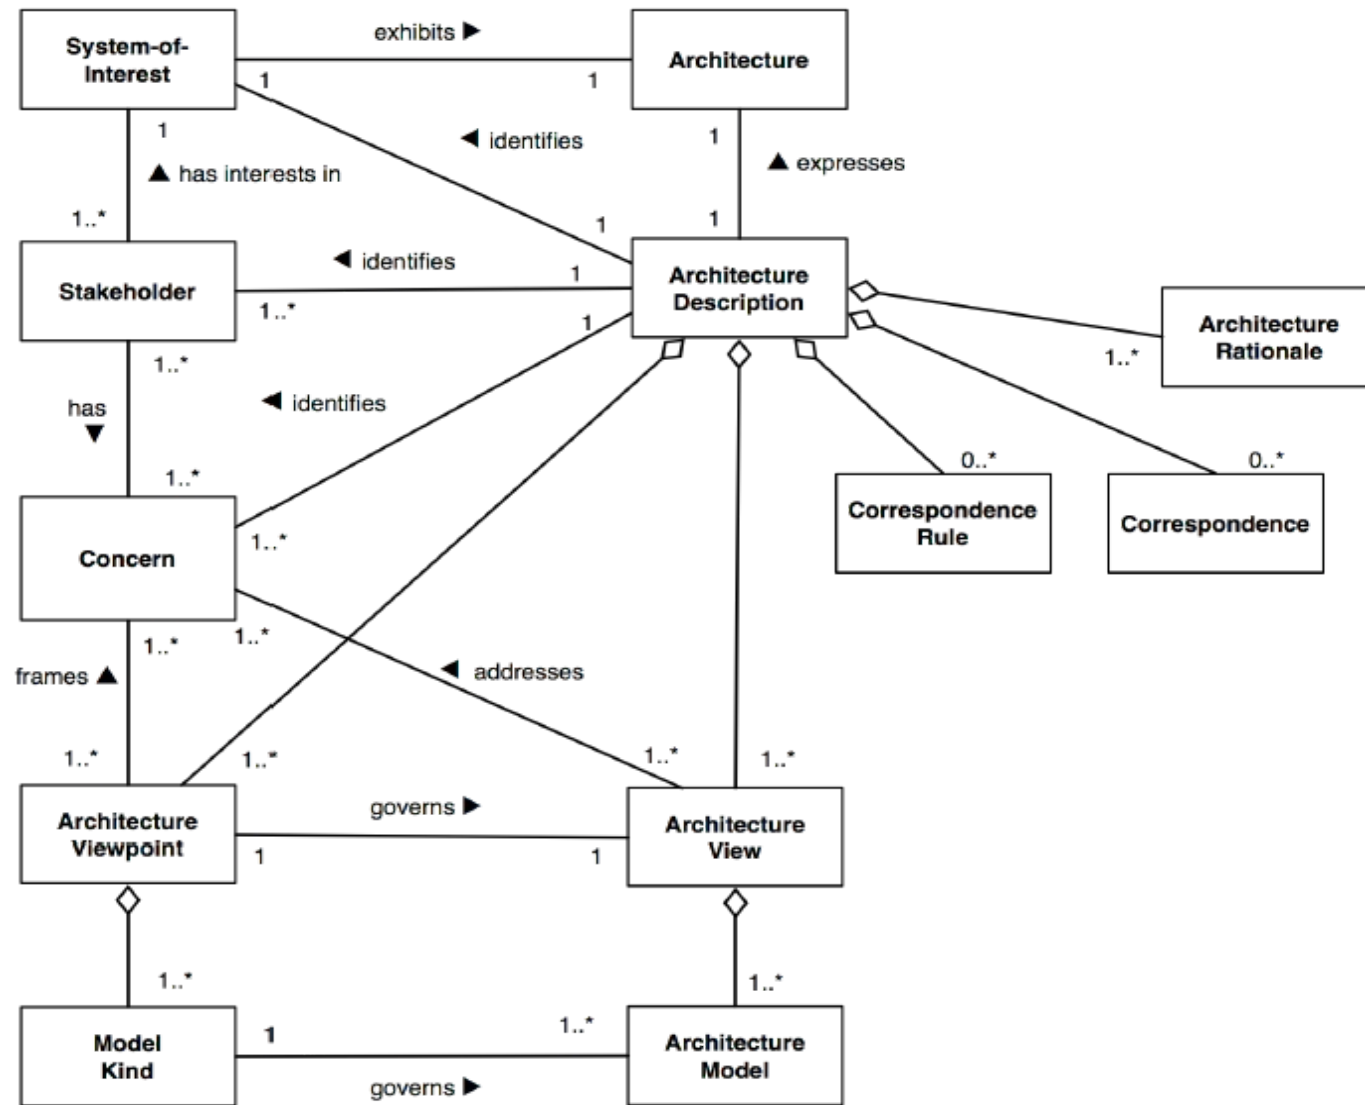 System-of-
Interest
exhibits ▶
1
1
Architecture
1
▲ has interests in
1..*
◀ identifies
1
1
▲ expresses
1
Stakeholder
◀ identifies
1..*
1
Architecture
Description
1..*
Architecture
Rationale
1..*
has
▼
1..*
◀ identifies
1
1..*
Concern
0..*
Correspondence
Rule
0..*
Correspondence
1..*
frames ▲
1..*
1..*
◀ addresses
1..*
1..*
1..*
Architecture
Viewpoint
governs ▶
1
1
Architecture
View
1..*
1..*
Model
Kind
1
1..*
governs ▶
Architecture
Model